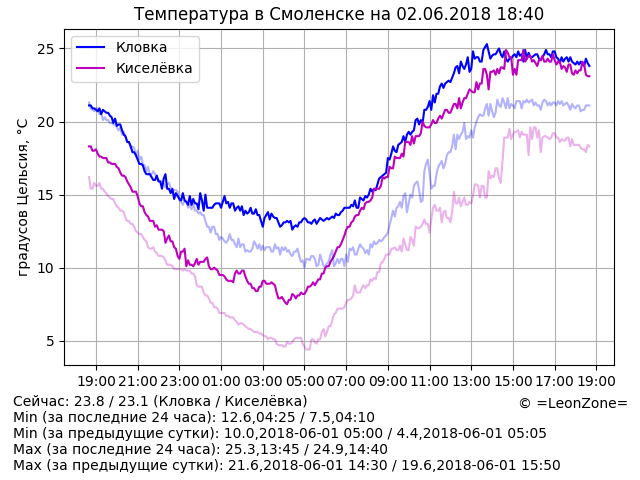 Температура в Смоленске на 02.06.2018 18:40
градусов Цельсия, °C
25
20
15
10
5
Кловка
Киселёвка
19:00 21:00 23:00 01:00 03:00 05:00 07:00 09:00 11:00 13:00 15:00 17:00 19:00
Сейчас: 23.8 / 23.1 (Кловка / Киселёвка)
© =LeonZone=
Min (за последние 24 часа): 12.6,04:25 / 7.5,04:10
Min (за предыдущие сутки): 10.0,2018-06-01 05:00 / 4.4,2018-06-01 05:05
Max (за последние 24 часа): 25.3,13:45 / 24.9,14:40
Max (за предыдущие сутки): 21.6,2018-06-01 14:30 / 19.6,2018-06-01 15:50